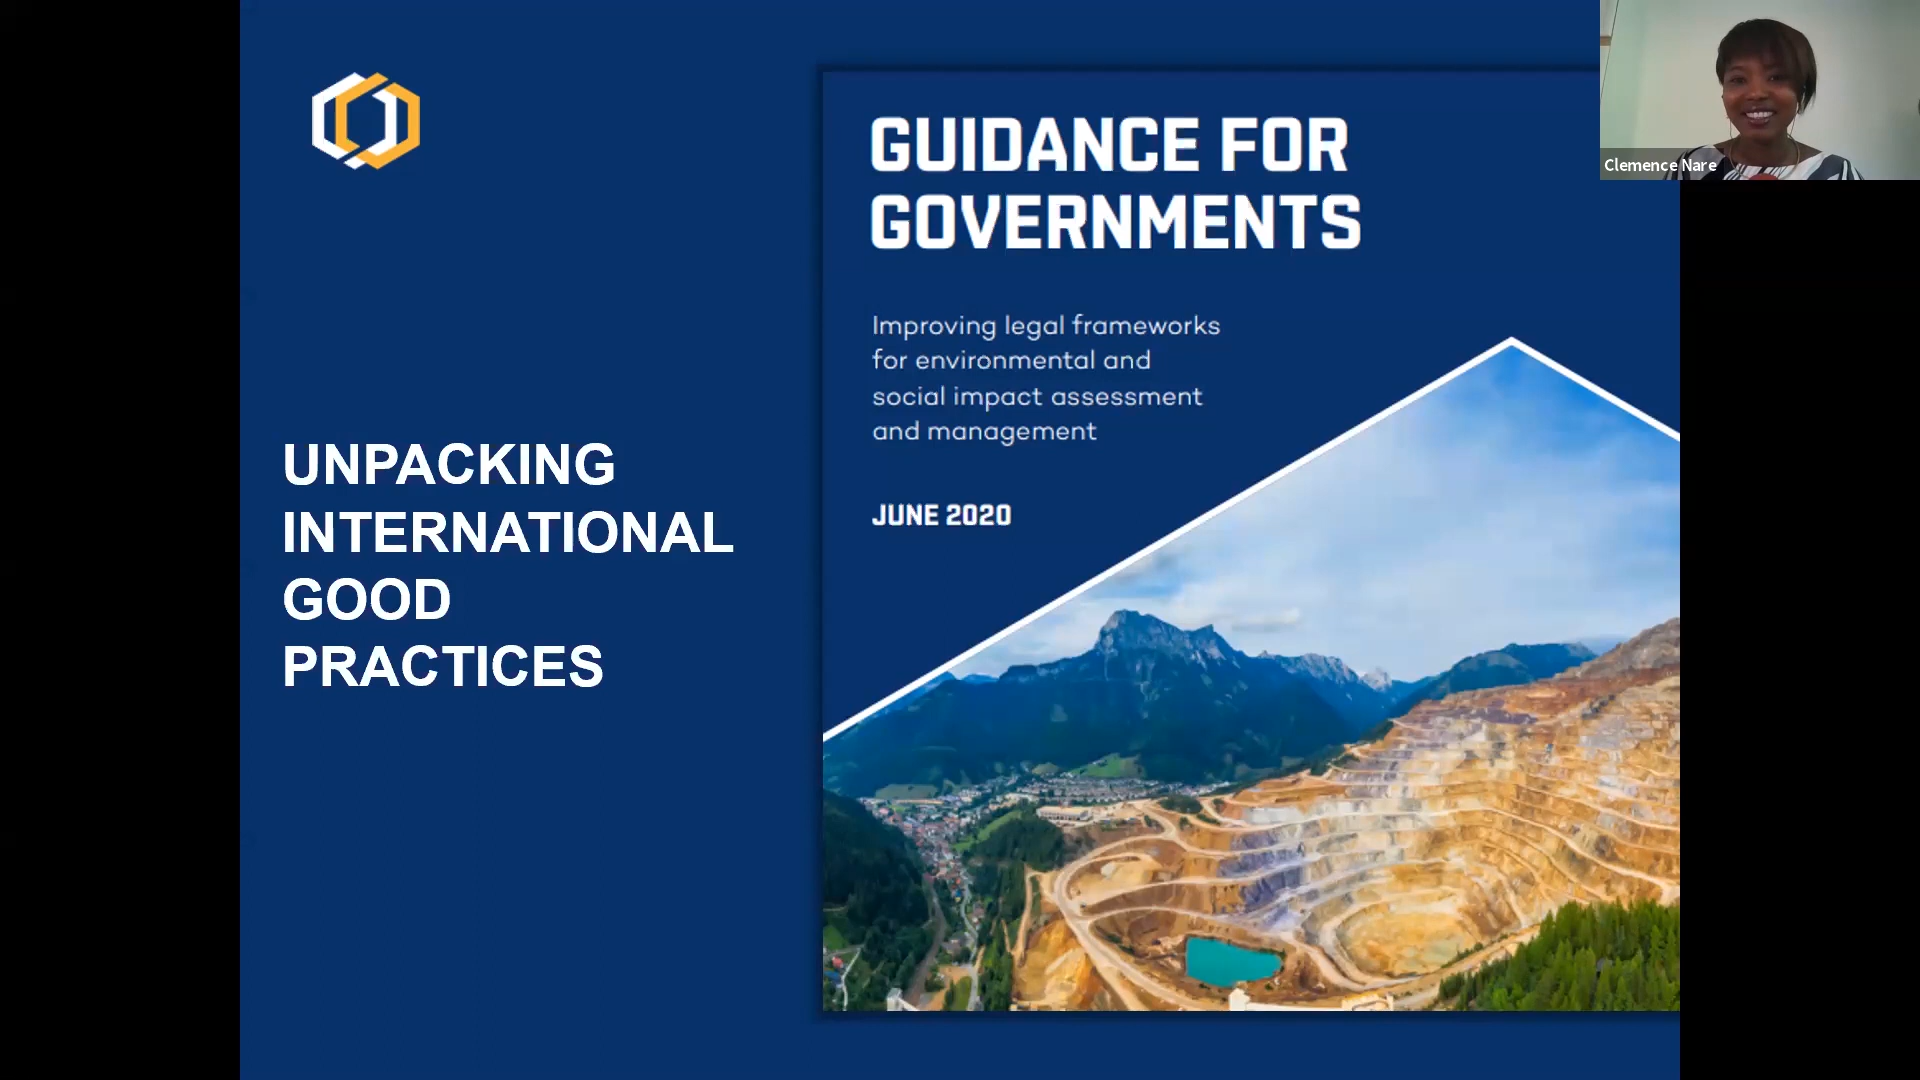 UNPACKING
INTERNATIONAL
GOOD
PRACTICES
GUIDANCE FOR
GOVERNMENTS
Improving legal frameworks
for environmental and
social impact assessment
and management
JUNE 2020
Clemence Nare